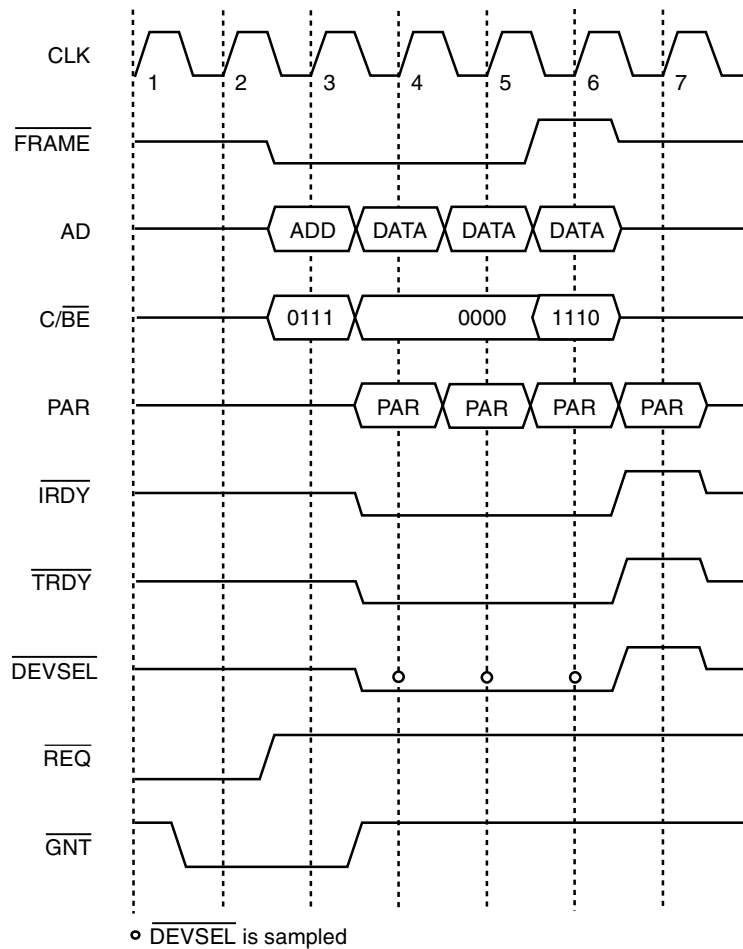 CLK
1 2 3 4 5 6 7
FRAME
AD
ADD DATA DATA DATA
C/BE
0111 0000 1110
PAR
PAR PAR PAR PAR
IRDY
TRDY
DEVSEL
REQ
GNT
DEVSEL is sampled